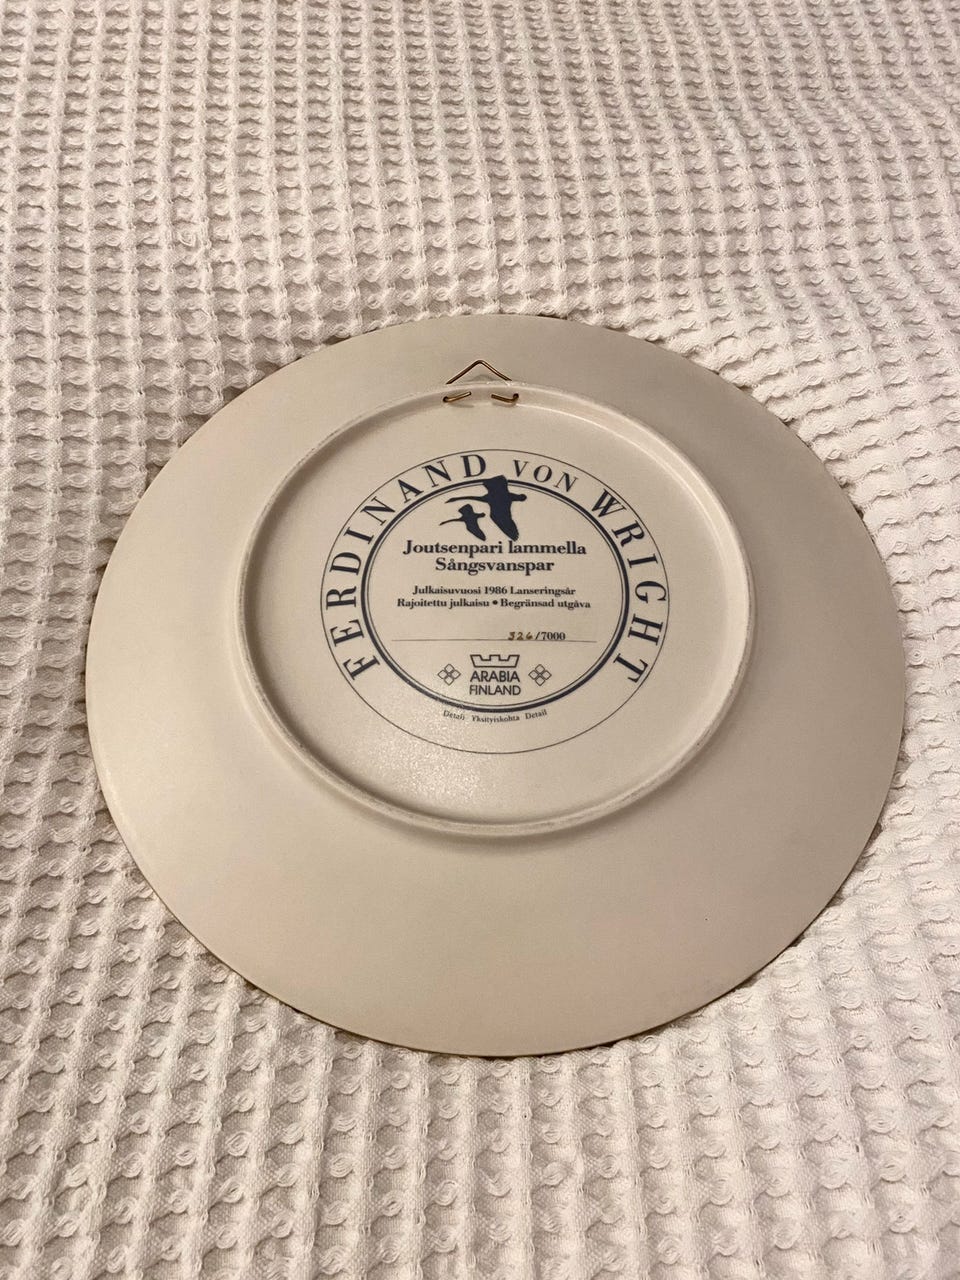 FERDINAND VON WRIGHT
Joutsenpari lammella
Sångsvanspar
Julkaisuvuosi 1986 Lanseringsår
Rajoitettu julkaisu • Begränsad utgåva
326/7000
ARABIA
FINLAND
Detalj Yksityiskohta Detail